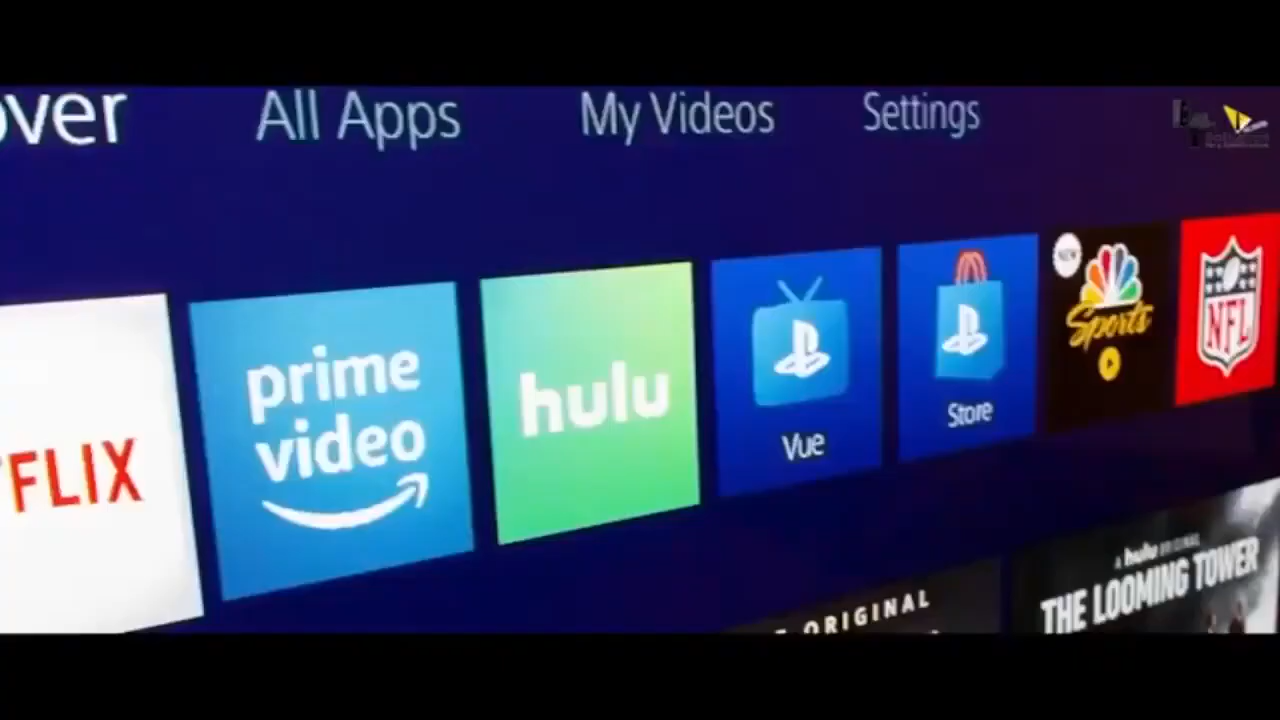 over
All Apps
My Videos
Settings
FLIX
prime
video
hulu
Vue
Store
NEW
Sports
NFL
ORIGINAL
A hulu ORIGINAL
THE LOOMING TOWER